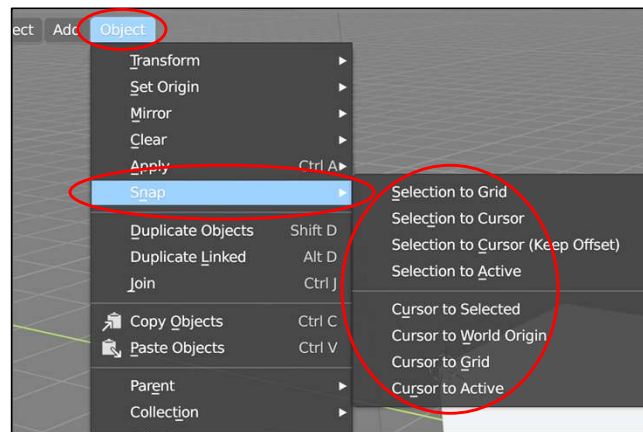 ect Add Object
Transform
Set Origin
Mirror
Clear
Apply Ctrl A
Snap
Duplicate Objects Shift D
Duplicate Linked Alt D
Join Ctrl J
Copy Objects Ctrl C
Paste Objects Ctrl V
Parent
Collection
Selection to Grid
Selection to Cursor
Selection to Cursor (Keep Offset)
Selection to Active
Cursor to Selected
Cursor to World Origin
Cursor to Grid
Cursor to Active